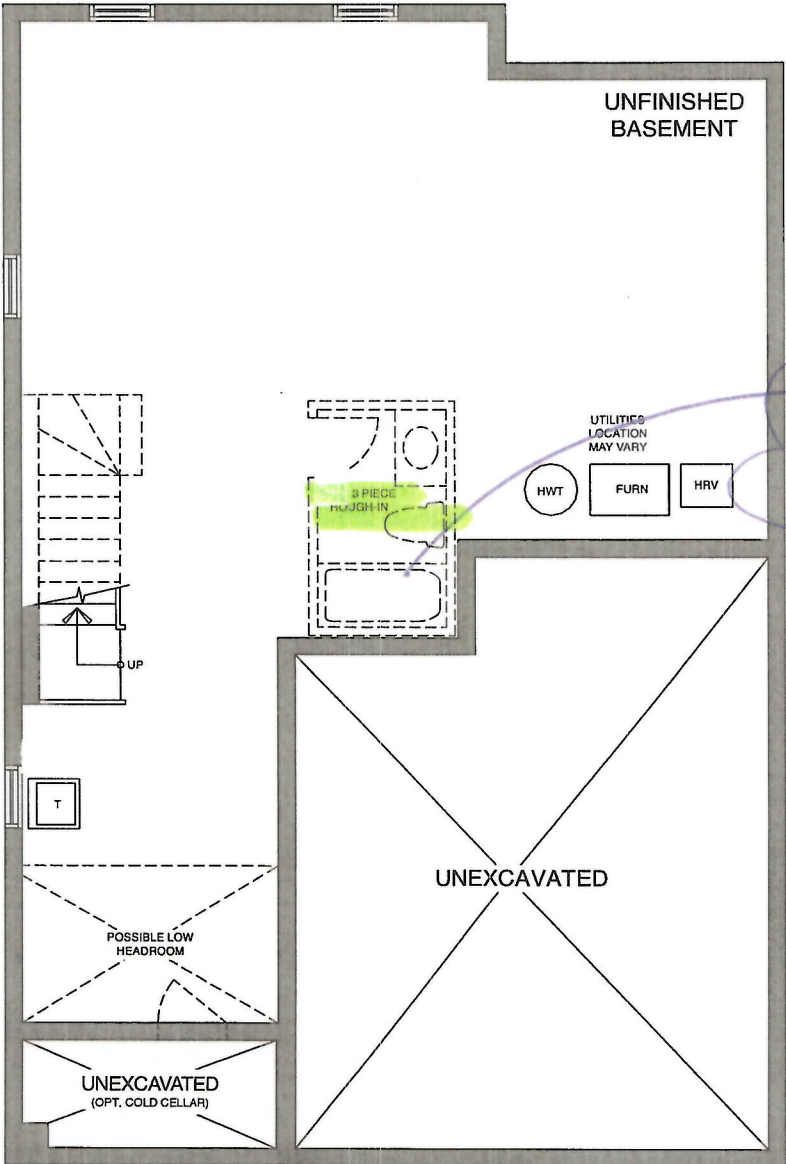 UNFINISHED
BASEMENT
UTILITIES
LOCATION
MAY VARY
HWT
FURN
HRV
3 PIECE
ROUGH-IN
UP
T
UNEXCAVATED
POSSIBLE LOW
HEADROOM
UNEXCAVATED
(OPT. COLD CELLAR)